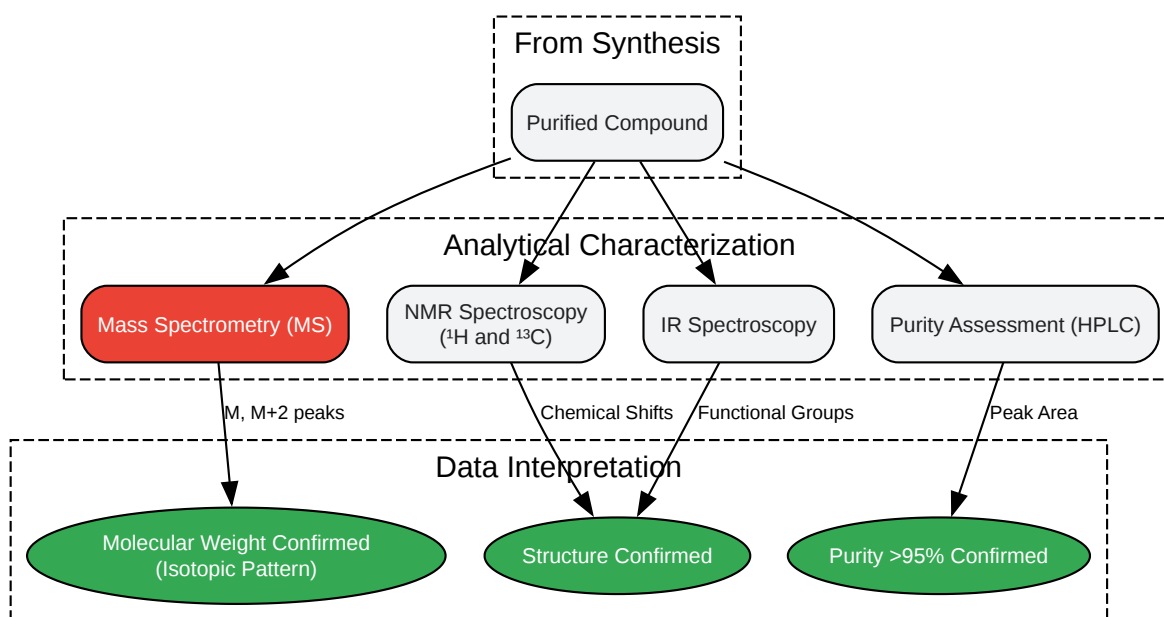 From Synthesis
Purified Compound
Analytical Characterization
Mass Spectrometry (MS)
NMR Spectroscopy
(¹H and ¹³C)
IR Spectroscopy
Purity Assessment (HPLC)
M, M+2 peaks
Chemical Shifts
Functional Groups
Peak Area
Data Interpretation
Molecular Weight Confirmed
(Isotopic Pattern)
Structure Confirmed
Purity >95% Confirmed